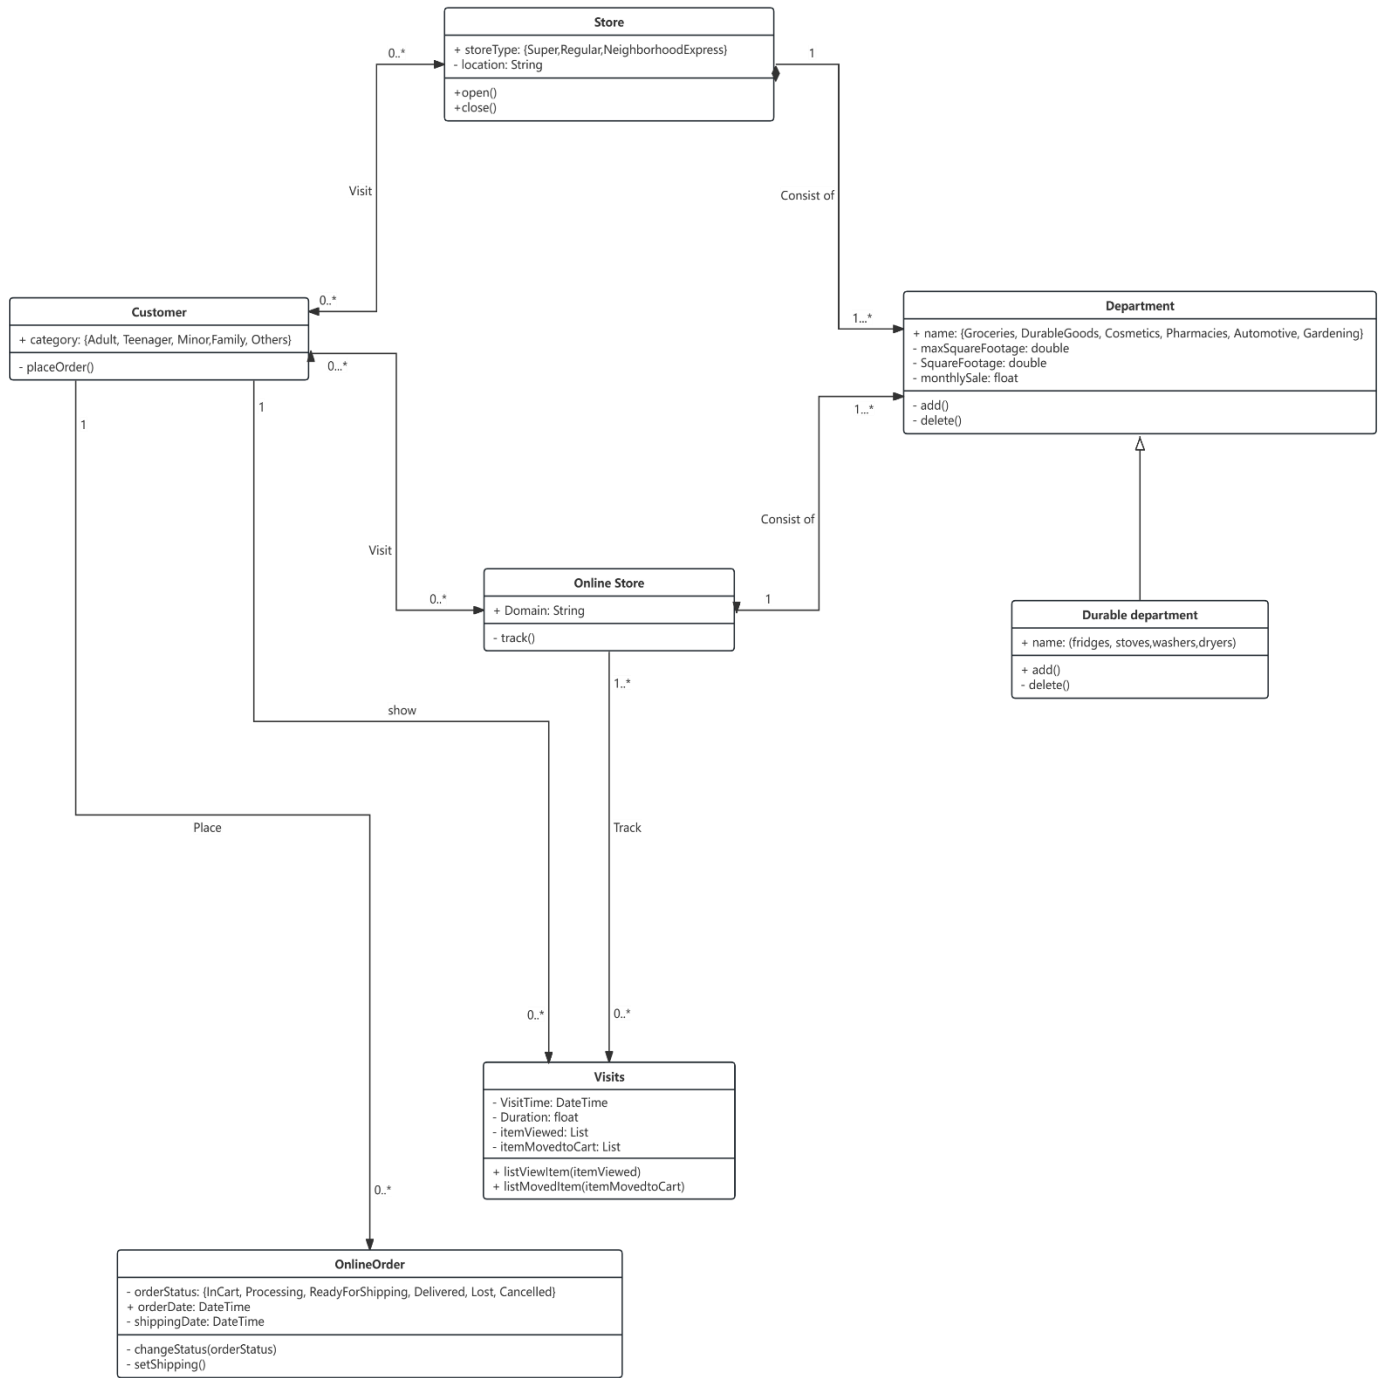 Store
+ storeType: {Super,Regular,NeighborhoodExpress}
- location: String
+open()
+close()
0..*
1
Visit
Consist of
0..*
1...*
Customer
+ category: {Adult, Teenager, Minor,Family, Others}
- placeOrder()
0...*
1
1
Department
+ name: {Groceries, DurableGoods, Cosmetics, Pharmacies, Automotive, Gardening}
- maxSquareFootage: double
- SquareFootage: double
- monthlySale: float
- add()
- delete()
1...*
Consist of
Visit
0..*
1
Online Store
+ Domain: String
- track()
Durable department
+ name: (fridges, stoves,washers,dryers)
+ add()
- delete()
1..*
show
Place
Track
0..*
0..*
Visits
- VisitTime: DateTime
- Duration: float
- itemViewed: List
- itemMovedtoCart: List
+ listViewItem(itemViewed)
+ listMovedItem(itemMovedtoCart)
0..*
OnlineOrder
- orderStatus: {InCart, Processing, ReadyForShipping, Delivered, Lost, Cancelled}
+ orderDate: DateTime
- shippingDate: DateTime
- changeStatus(orderStatus)
- setShipping()